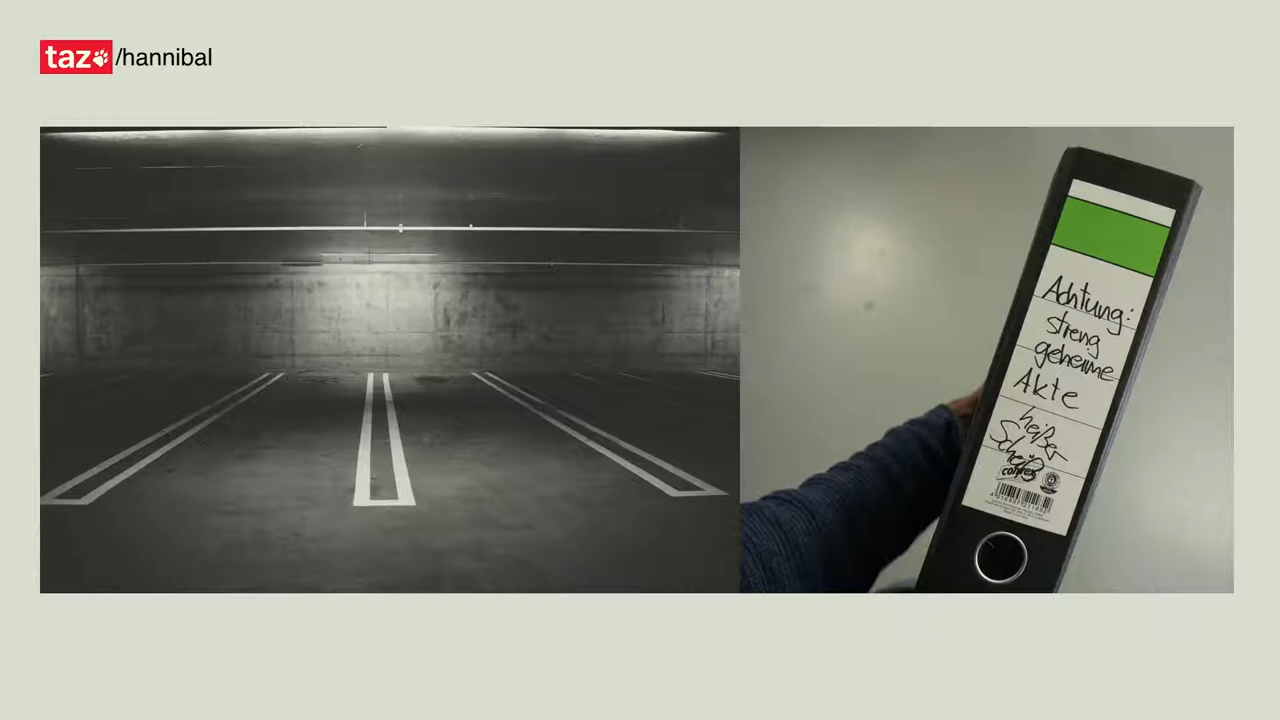 taz /hannibal
Achtung:
streng
geheime
Akte
heißer
Scheiß